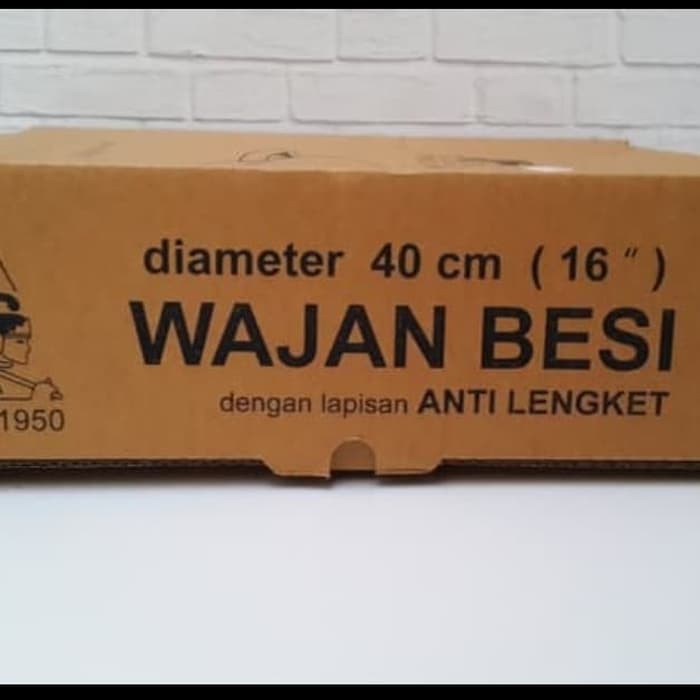 diameter 40 cm ( 16 " )
WAJAN BESI
dengan lapisan ANTI LENGKET
1950